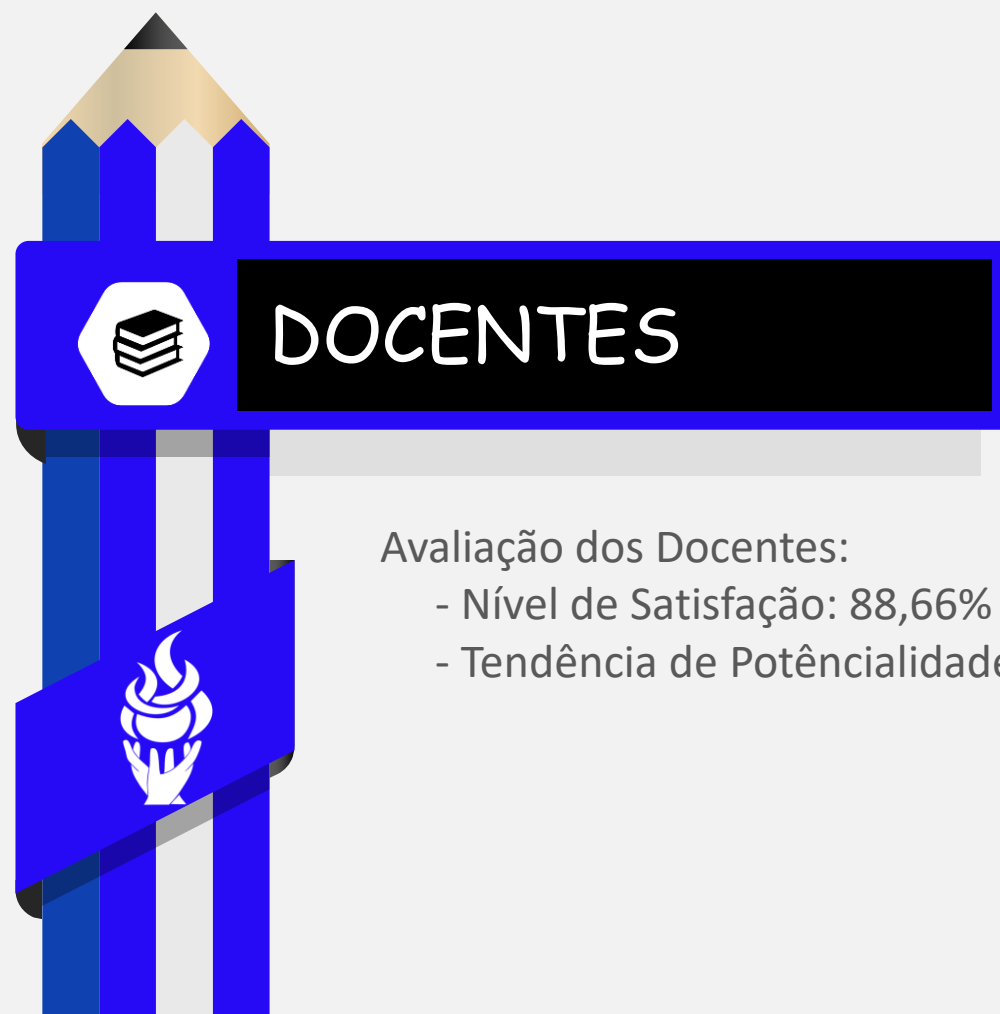 DOCENTES
Avaliação dos Docentes:
- Nível de Satisfação: 88,66%
- Tendência de Potêncialidade